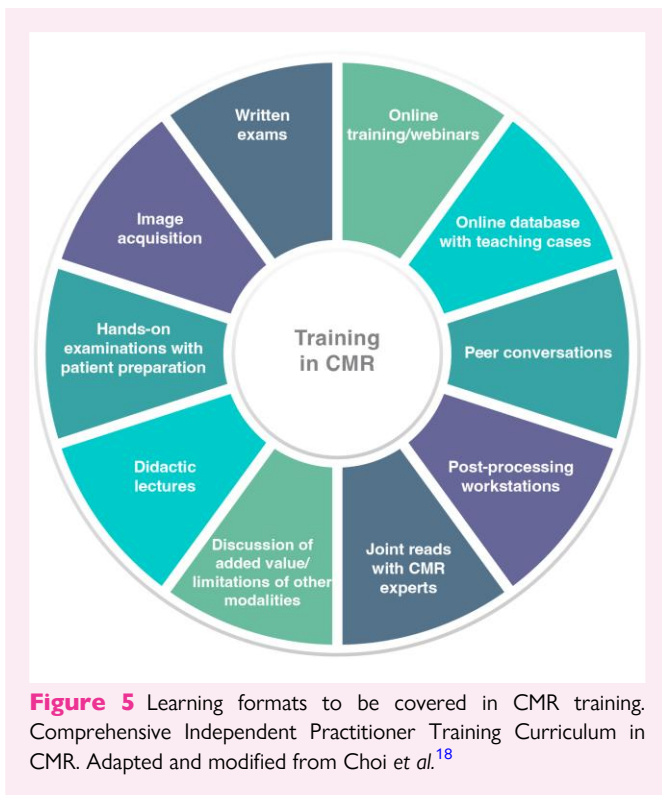 Written
exams
Online
training/webinars
Online database
with teaching cases
Peer conversations
Post-processing
workstations
Joint reads
with CMR
experts
Discussion of
added value/
limitations of other
modalities
Didactic
lectures
Hands-on
examinations with
patient preparation
Image
acquisition
Training
in CMR
Figure 5 Learning formats to be covered in CMR training.
Comprehensive Independent Practitioner Training Curriculum in
CMR. Adapted and modified from Choi et al.18